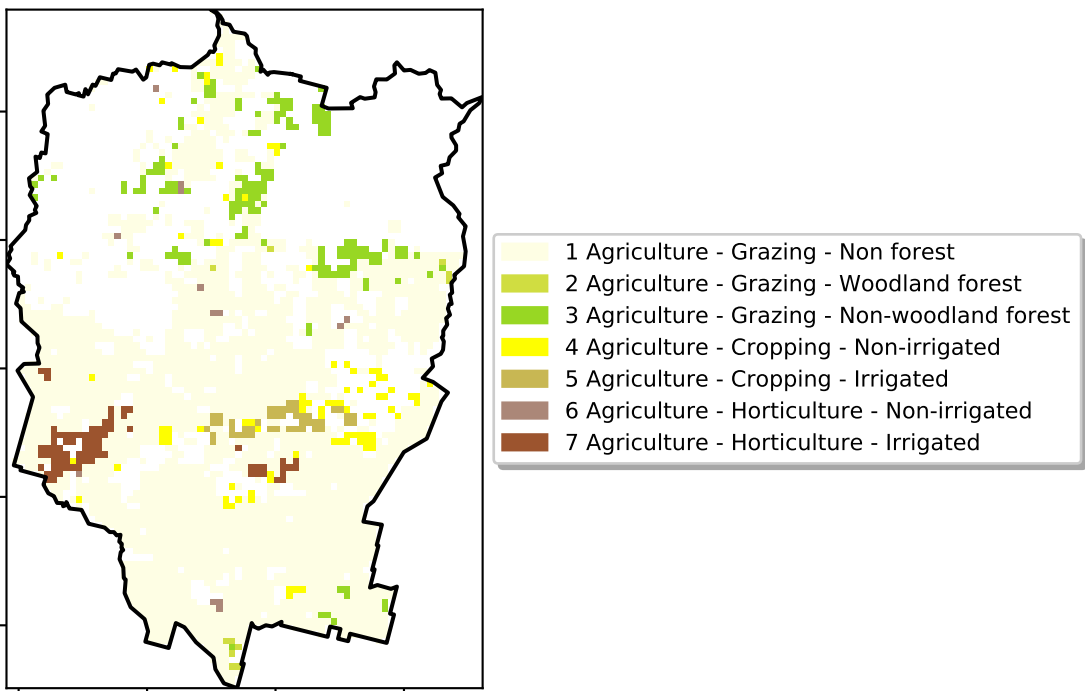 1 Agriculture - Grazing - Non forest
2 Agriculture - Grazing - Woodland forest
3 Agriculture - Grazing - Non-woodland forest
4 Agriculture - Cropping - Non-irrigated
5 Agriculture - Cropping - Irrigated
6 Agriculture - Horticulture - Non-irrigated
7 Agriculture - Horticulture - Irrigated